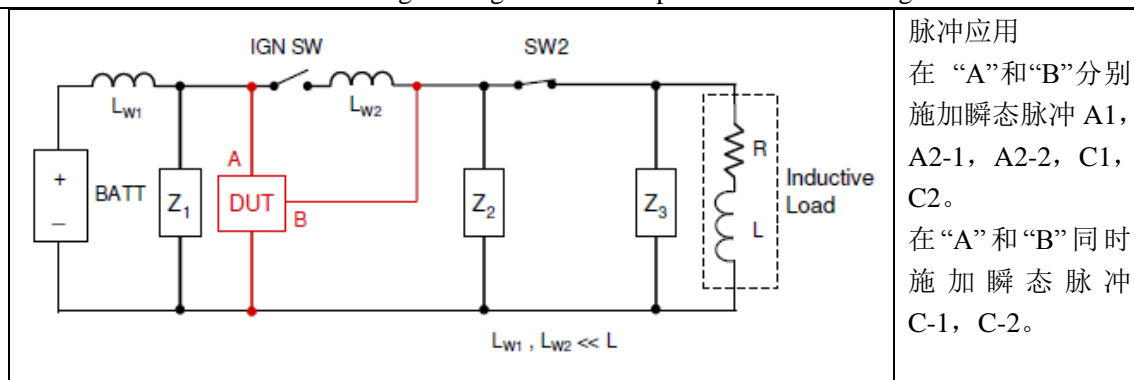 IGN SW
SW2
L_W1
L_W2
A
R
+
BATT
Z_1
DUT
Z_2
Z_3
Inductive
Load
–
B
L
L_W1 , L_W2 << L
脉冲应用
在 “A”和“B”分别
施加瞬态脉冲 A1，
A2-1，A2-2，C1，
C2。
在“A”和“B”同时
施加瞬态脉冲
C-1，C-2。